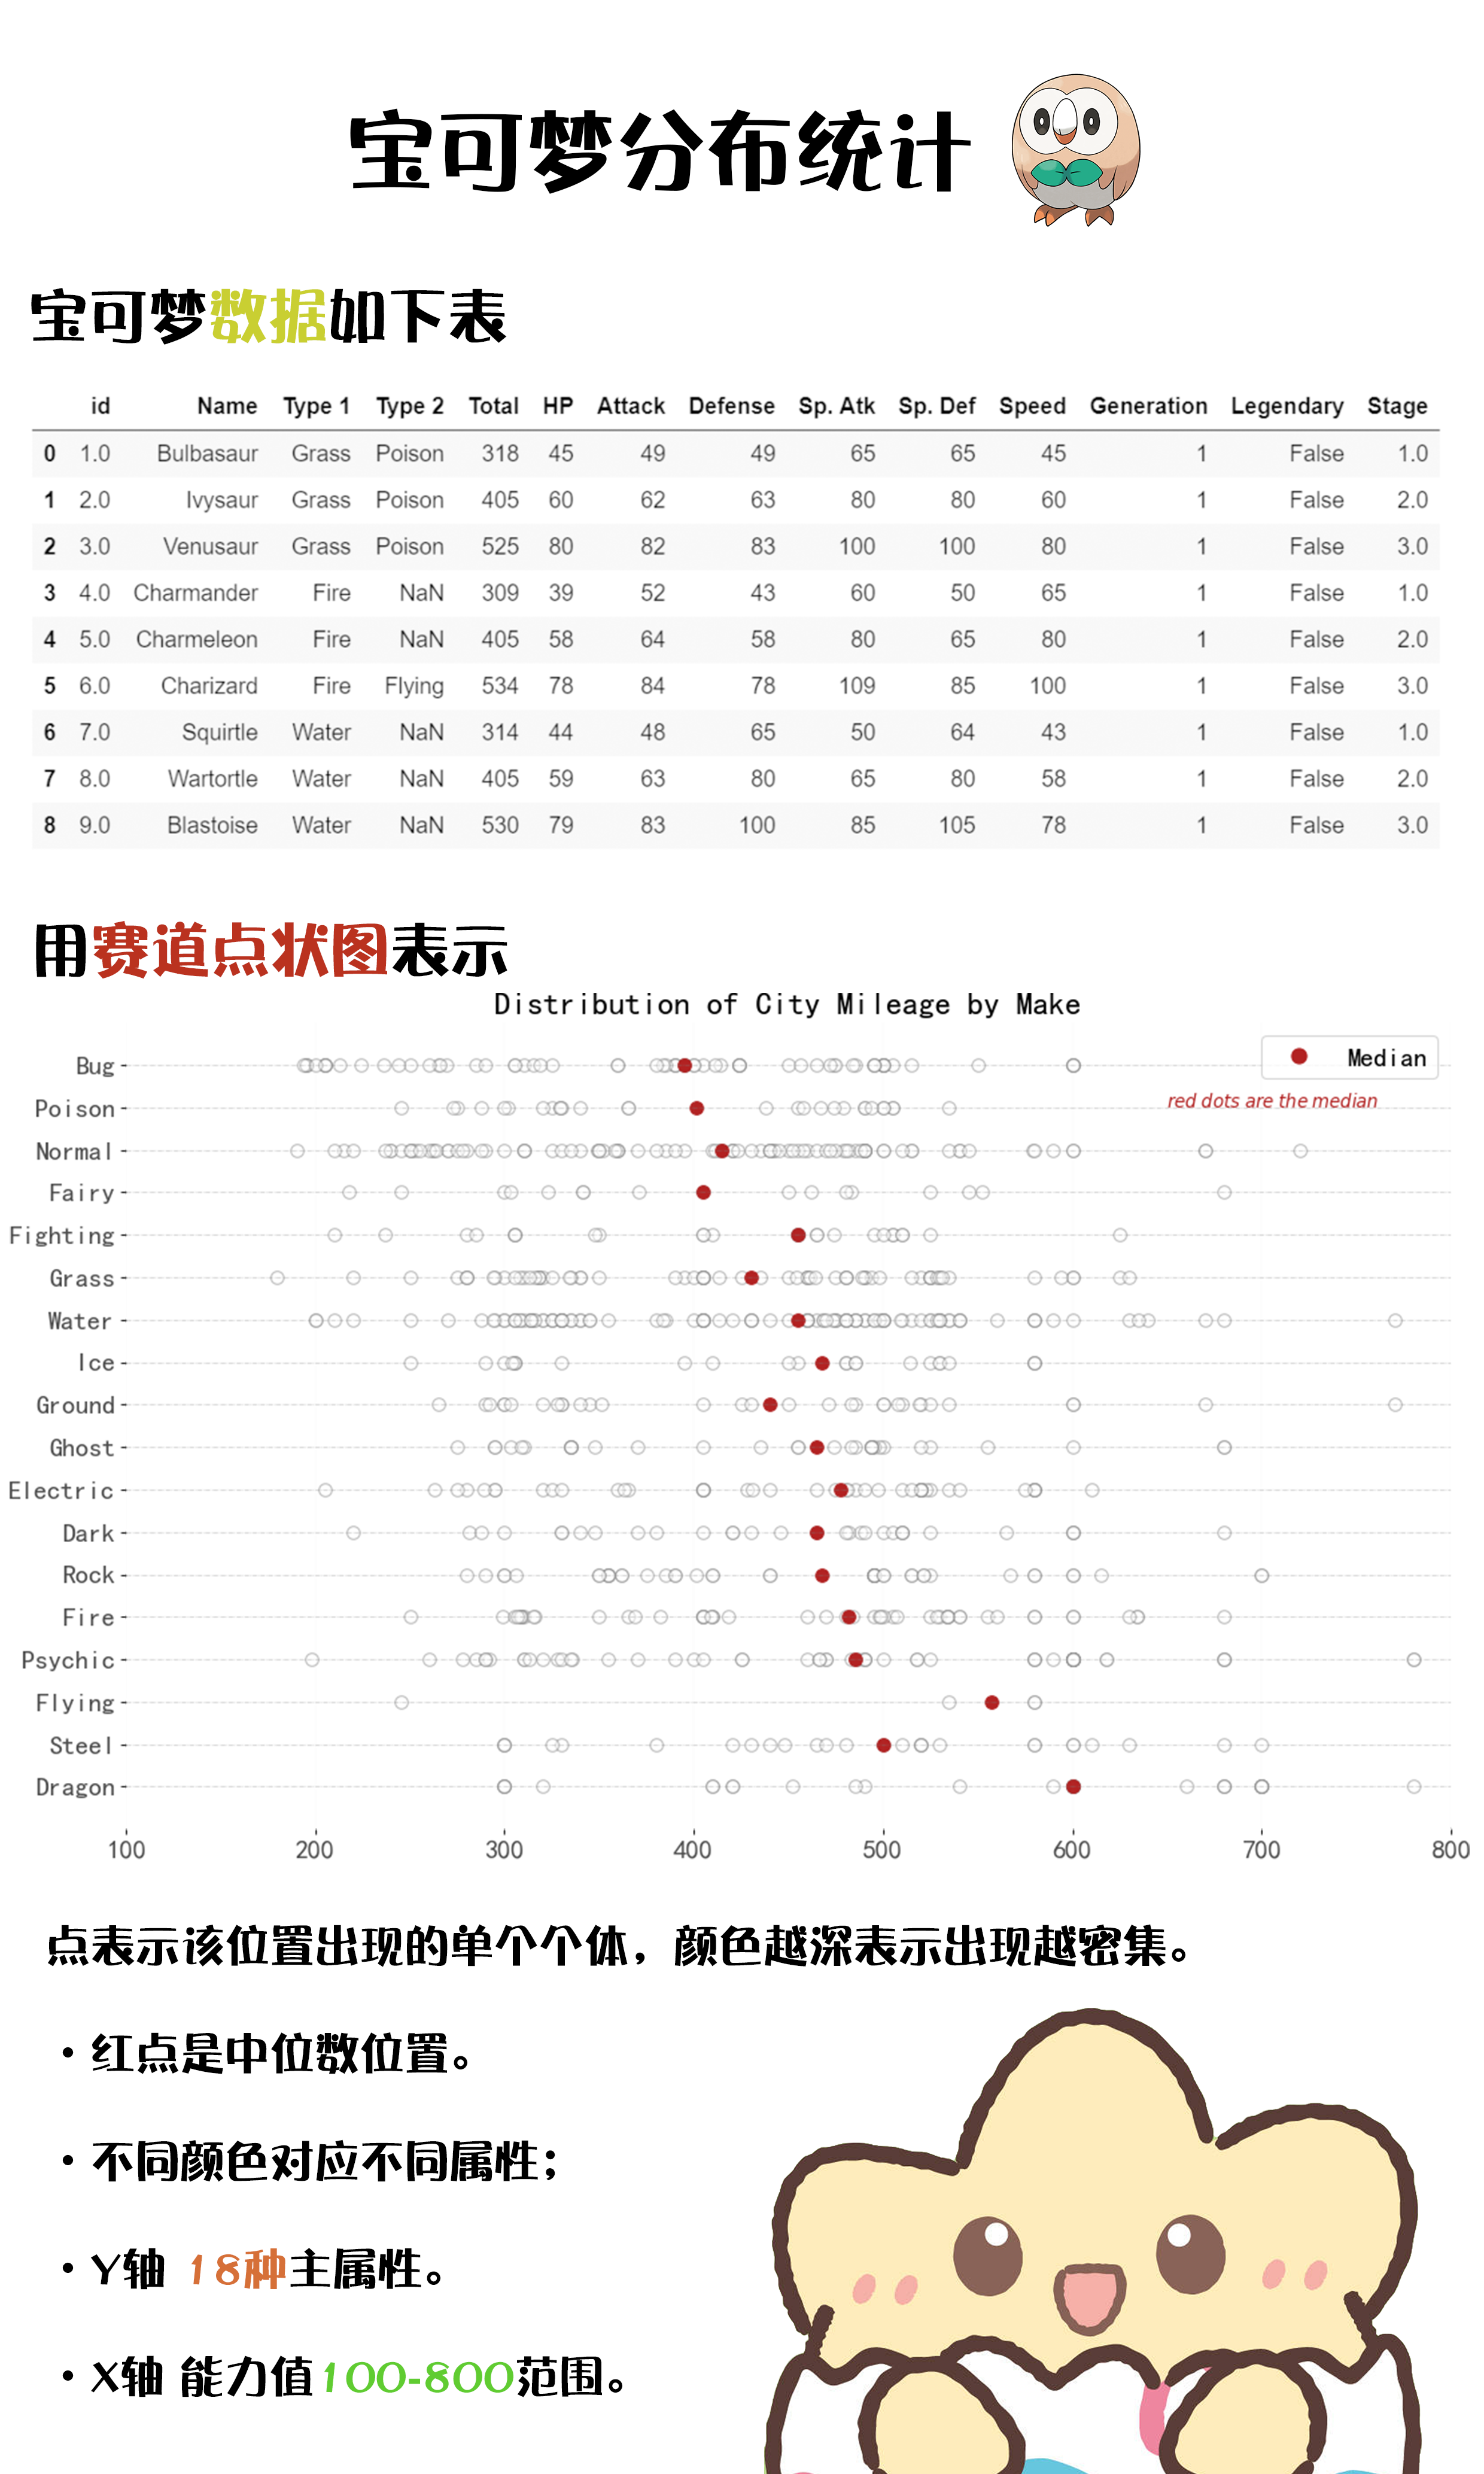 宝可梦分布统计
宝可梦数据如下表
id Name Type 1 Type 2 Total HP Attack Defense Sp. Atk Sp. Def Speed Generation Legendary Stage
0 1.0 Bulbasaur Grass Poison 318 45 49 49 65 65 45 1 False 1.0
1 2.0 Ivysaur Grass Poison 405 60 62 63 80 80 60 1 False 2.0
2 3.0 Venusaur Grass Poison 525 80 82 83 100 100 80 1 False 3.0
3 4.0 Charmander Fire NaN 309 39 52 43 60 50 65 1 False 1.0
4 5.0 Charmeleon Fire NaN 405 58 64 58 80 65 80 1 False 2.0
5 6.0 Charizard Fire Flying 534 78 84 78 109 85 100 1 False 3.0
6 7.0 Squirtle Water NaN 314 44 48 65 50 64 43 1 False 1.0
7 8.0 Wartortle Water NaN 405 59 63 80 65 80 58 1 False 2.0
8 9.0 Blastoise Water NaN 530 79 83 100 85 105 78 1 False 3.0
用赛道点状图表示
Distribution of City Mileage by Make
Median
red dots are the median
Bug
Poison
Normal
Fairy
Fighting
Grass
Water
Ice
Ground
Ghost
Electric
Dark
Rock
Fire
Psychic
Flying
Steel
Dragon
100 200 300 400 500 600 700 800
点表示该位置出现的单个个体，颜色越深表示出现越密集。
·红点是中位数位置。
·不同颜色对应不同属性；
·Y轴 18种主属性。
·X轴 能力值100-800范围。